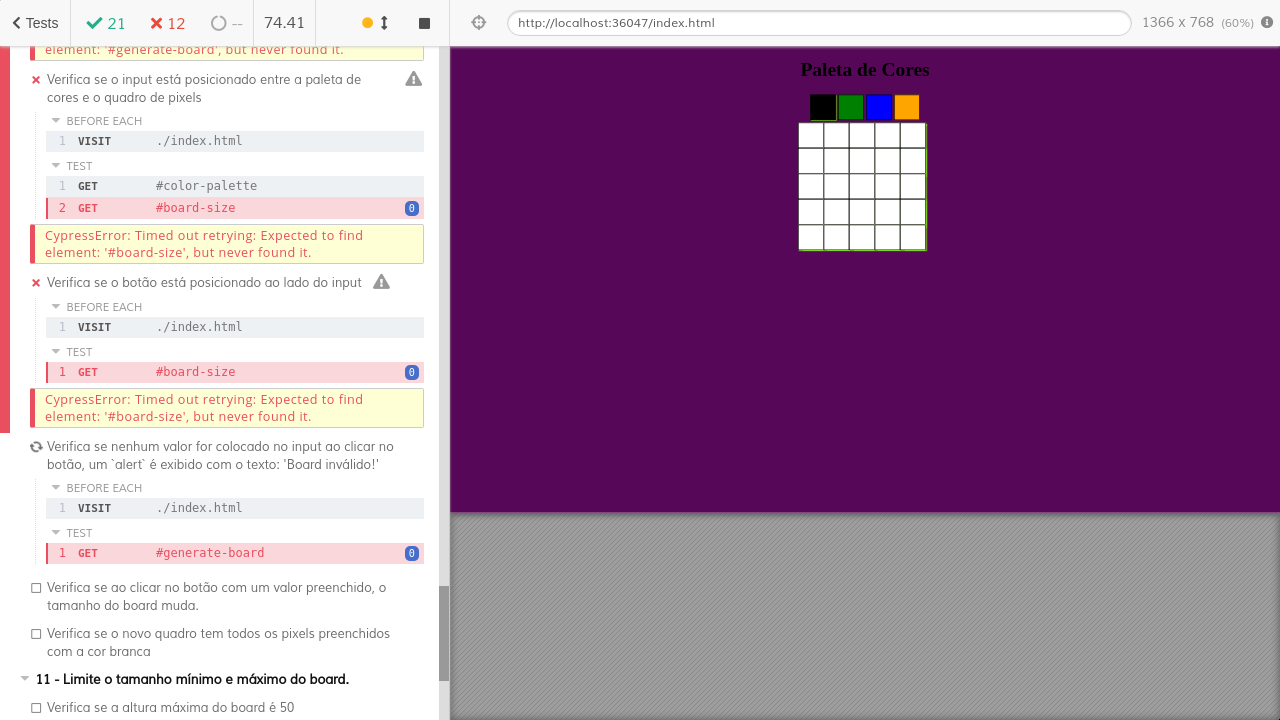 Tests 21 12 -- 74.41
http://localhost:36047/index.html 1366 x 768 (60%)
element: '#generate-board', but never found it.
Verifica se o input está posicionado entre a paleta de
cores e o quadro de pixels
BEFORE EACH
1 VISIT ./index.html
TEST
1 GET #color-palette
2 GET #board-size 0
CypressError: Timed out retrying: Expected to find
element: '#board-size', but never found it.
Verifica se o botão está posicionado ao lado do input
BEFORE EACH
1 VISIT ./index.html
TEST
1 GET #board-size 0
CypressError: Timed out retrying: Expected to find
element: '#board-size', but never found it.
Verifica se nenhum valor for colocado no input ao clicar no
botão, um `alert` é exibido com o texto: 'Board inválido!'
BEFORE EACH
1 VISIT ./index.html
TEST
1 GET #generate-board 0
Verifica se ao clicar no botão com um valor preenchido, o
tamanho do board muda.
Verifica se o novo quadro tem todos os pixels preenchidos
com a cor branca
11 - Limite o tamanho mínimo e máximo do board.
Verifica se a altura máxima do board é 50
Paleta de Cores